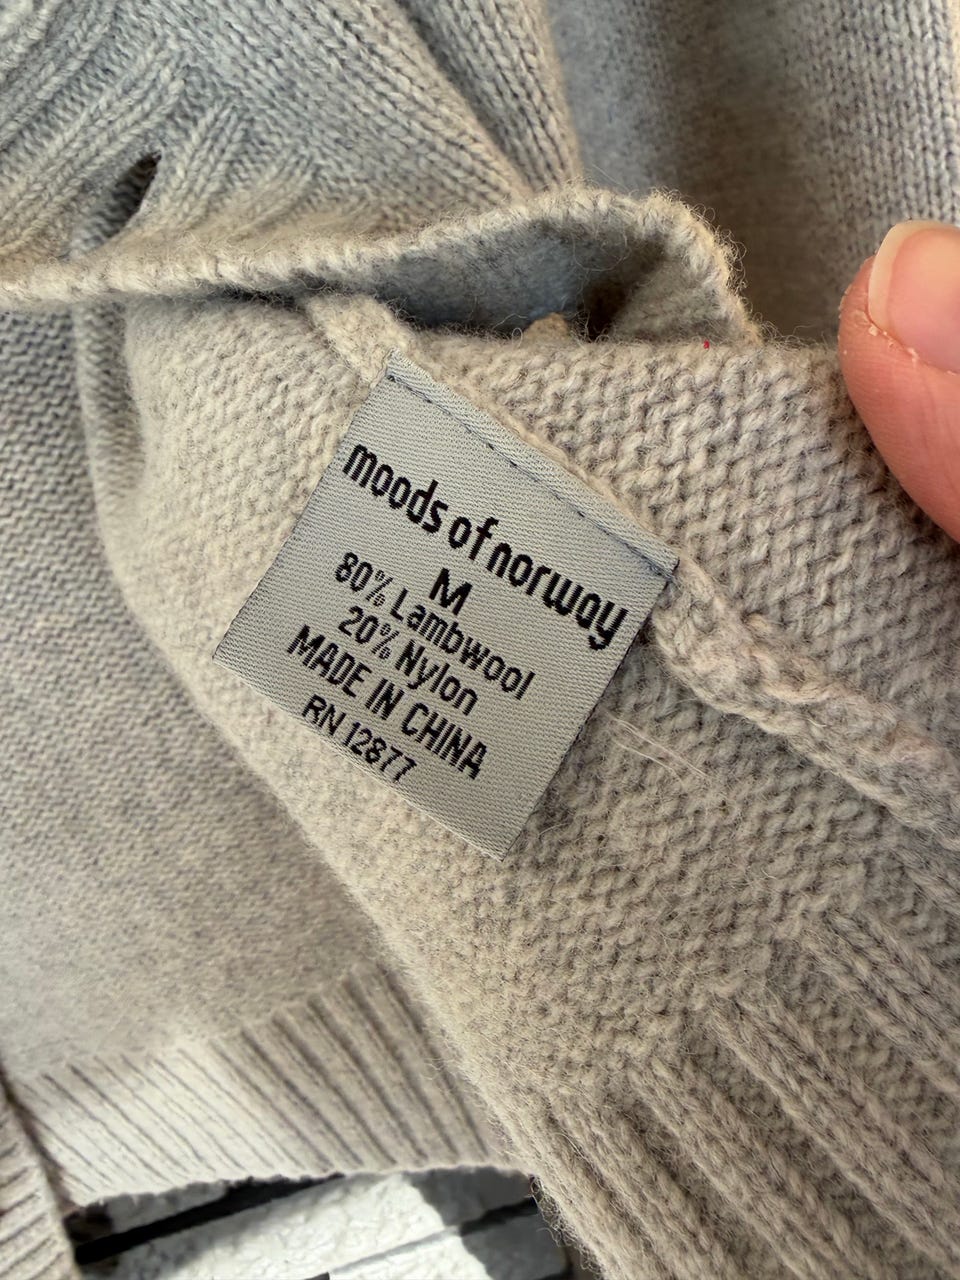 moods of norway
M
80% Lambwool
20% Nylon
MADE IN CHINA
RN 12877